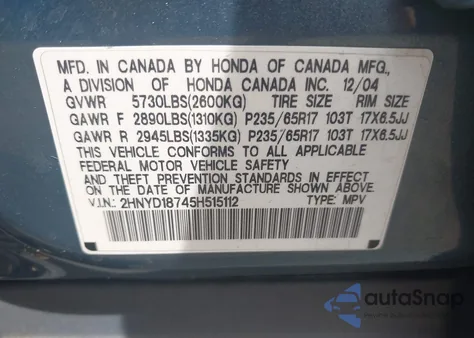 MFD. IN CANADA BY HONDA OF CANADA MFG.,
A DIVISION OF HONDA CANADA INC. 12/04
GVWR 5730LBS(2600KG) TIRE SIZE RIM SIZE
GAWR F 2890LBS(1310KG) P235/65R17 103T 17X6.5JJ
GAWR R 2945LBS(1335KG) P235/65R17 103T 17X6.5JJ
THIS VEHICLE CONFORMS TO ALL APPLICABLE
FEDERAL MOTOR VEHICLE SAFETY
STANDARDS IN EFFECT ON THE DATE OF
MANUFACTURE SHOWN ABOVE.
V.I.N.: 2HNYD18745H515112 TYPE: MPV
autoSnap